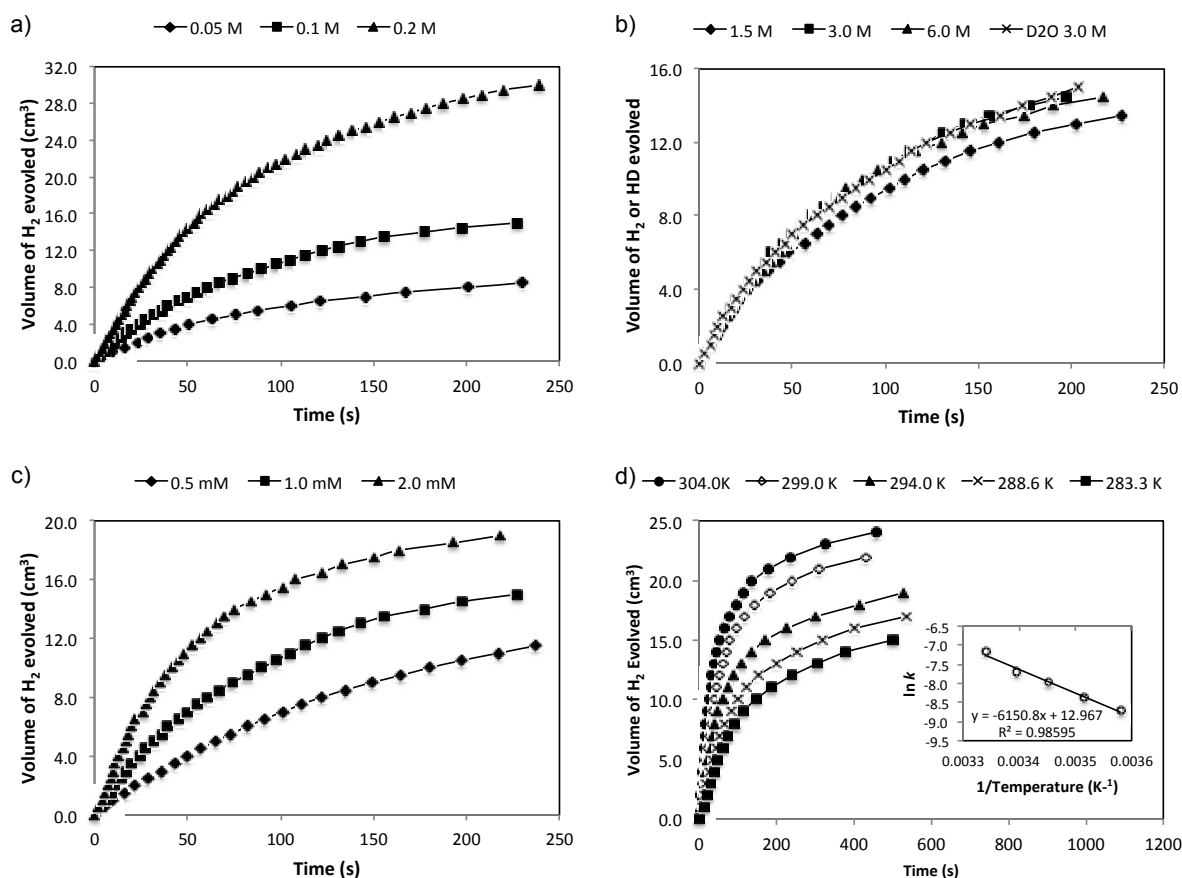 a)
0.05 M 0.1 M 0.2 M
32.0
28.0
24.0
20.0
16.0
12.0
8.0
4.0
0.0
Volume of H2 evovled (cm³)
0 50 100 150 200 250
Time (s)
b)
1.5 M 3.0 M 6.0 M D2O 3.0 M
16.0
12.0
8.0
4.0
0.0
Volume of H2 or HD evolved
0 50 100 150 200 250
Time (s)
c)
0.5 mM 1.0 mM 2.0 mM
20.0
16.0
12.0
8.0
4.0
0.0
Volume of H2 evolved (cm³)
0 50 100 150 200 250
Time (s)
d)
304.0K 299.0 K 294.0 K 288.6 K 283.3 K
25.0
20.0
15.0
10.0
5.0
0.0
Volume of H2 Evolved (cm³)
0 200 400 600 800 1000 1200
Time (s)
-6.5
-7.0
-7.5
-8.0
-8.5
-9.0
-9.5
ln k
y = -6150.8x + 12.967
R² = 0.98595
0.0033 0.0034 0.0035 0.0036
1/Temperature (K-¹)